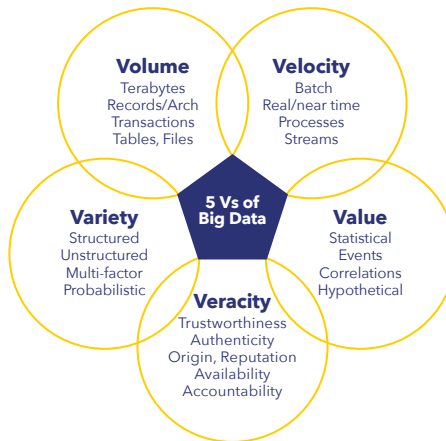 Volume
Terabytes
Records/Arch
Transactions
Tables, Files
Velocity
Batch
Real/near time
Processes
Streams
5 Vs of
Big Data
Variety
Structured
Unstructured
Multi-factor
Probabilistic
Value
Statistical
Events
Correlations
Hypothetical
Veracity
Trustworthiness
Authenticity
Origin, Reputation
Availability
Accountability